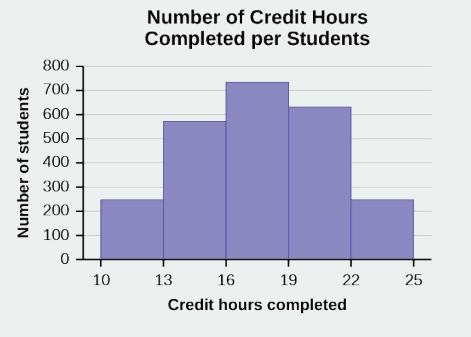 Number of Credit Hours
Completed per Students
Number of students
800
700
600
500
400
300
200
100
0
10 13 16 19 22 25
Credit hours completed